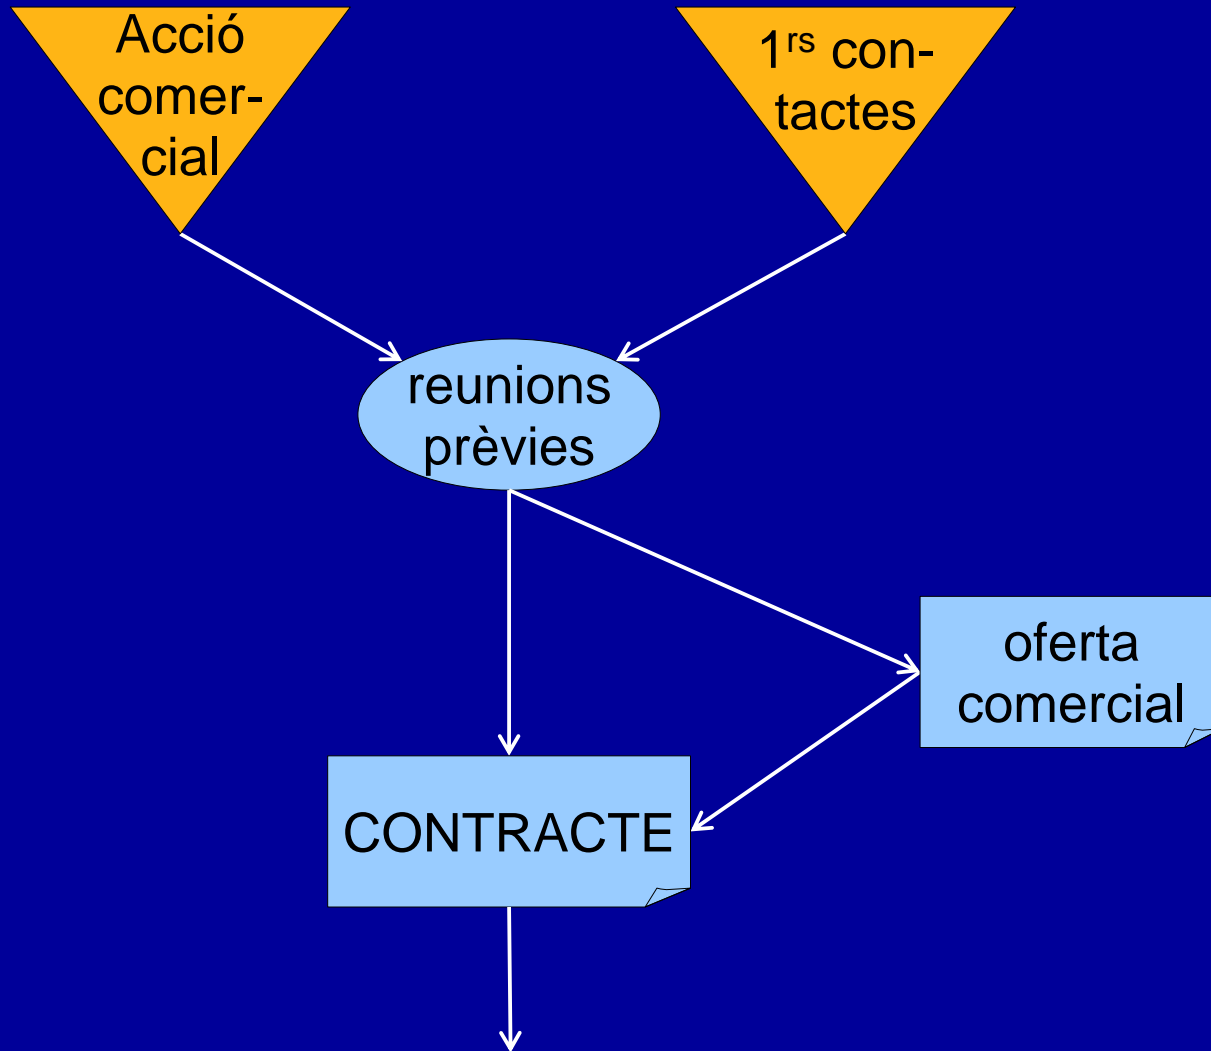 Acció
comer-
cial
1rs con-
tactes
reunions
prèvies
oferta
comercial
CONTRACTE